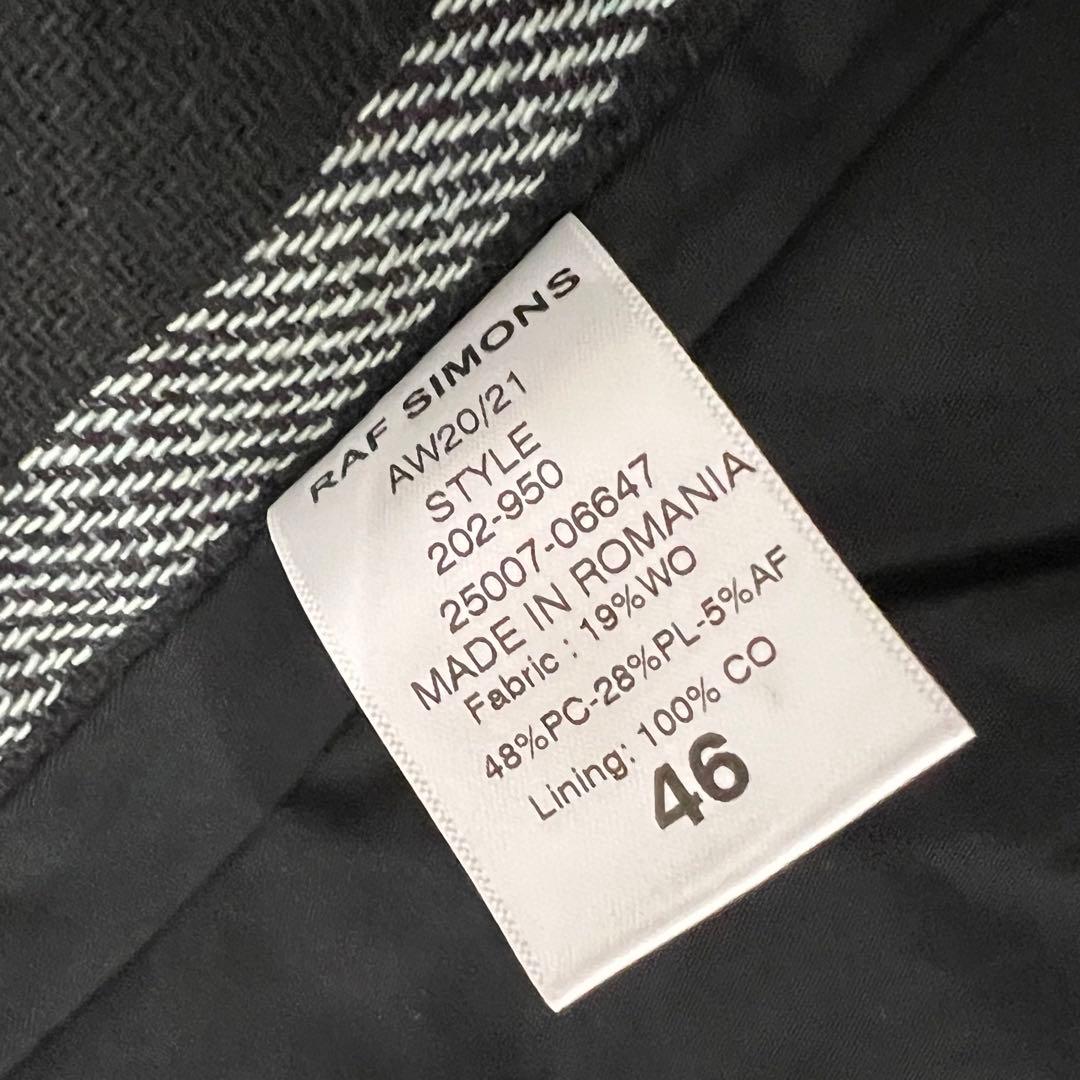 RAF SIMONS
AW20/21
STYLE
202-950
25007-06647
MADE IN ROMANIA
Fabric : 19%WO
48%PC-28%PL-5%AF
Lining: 100% CO
46